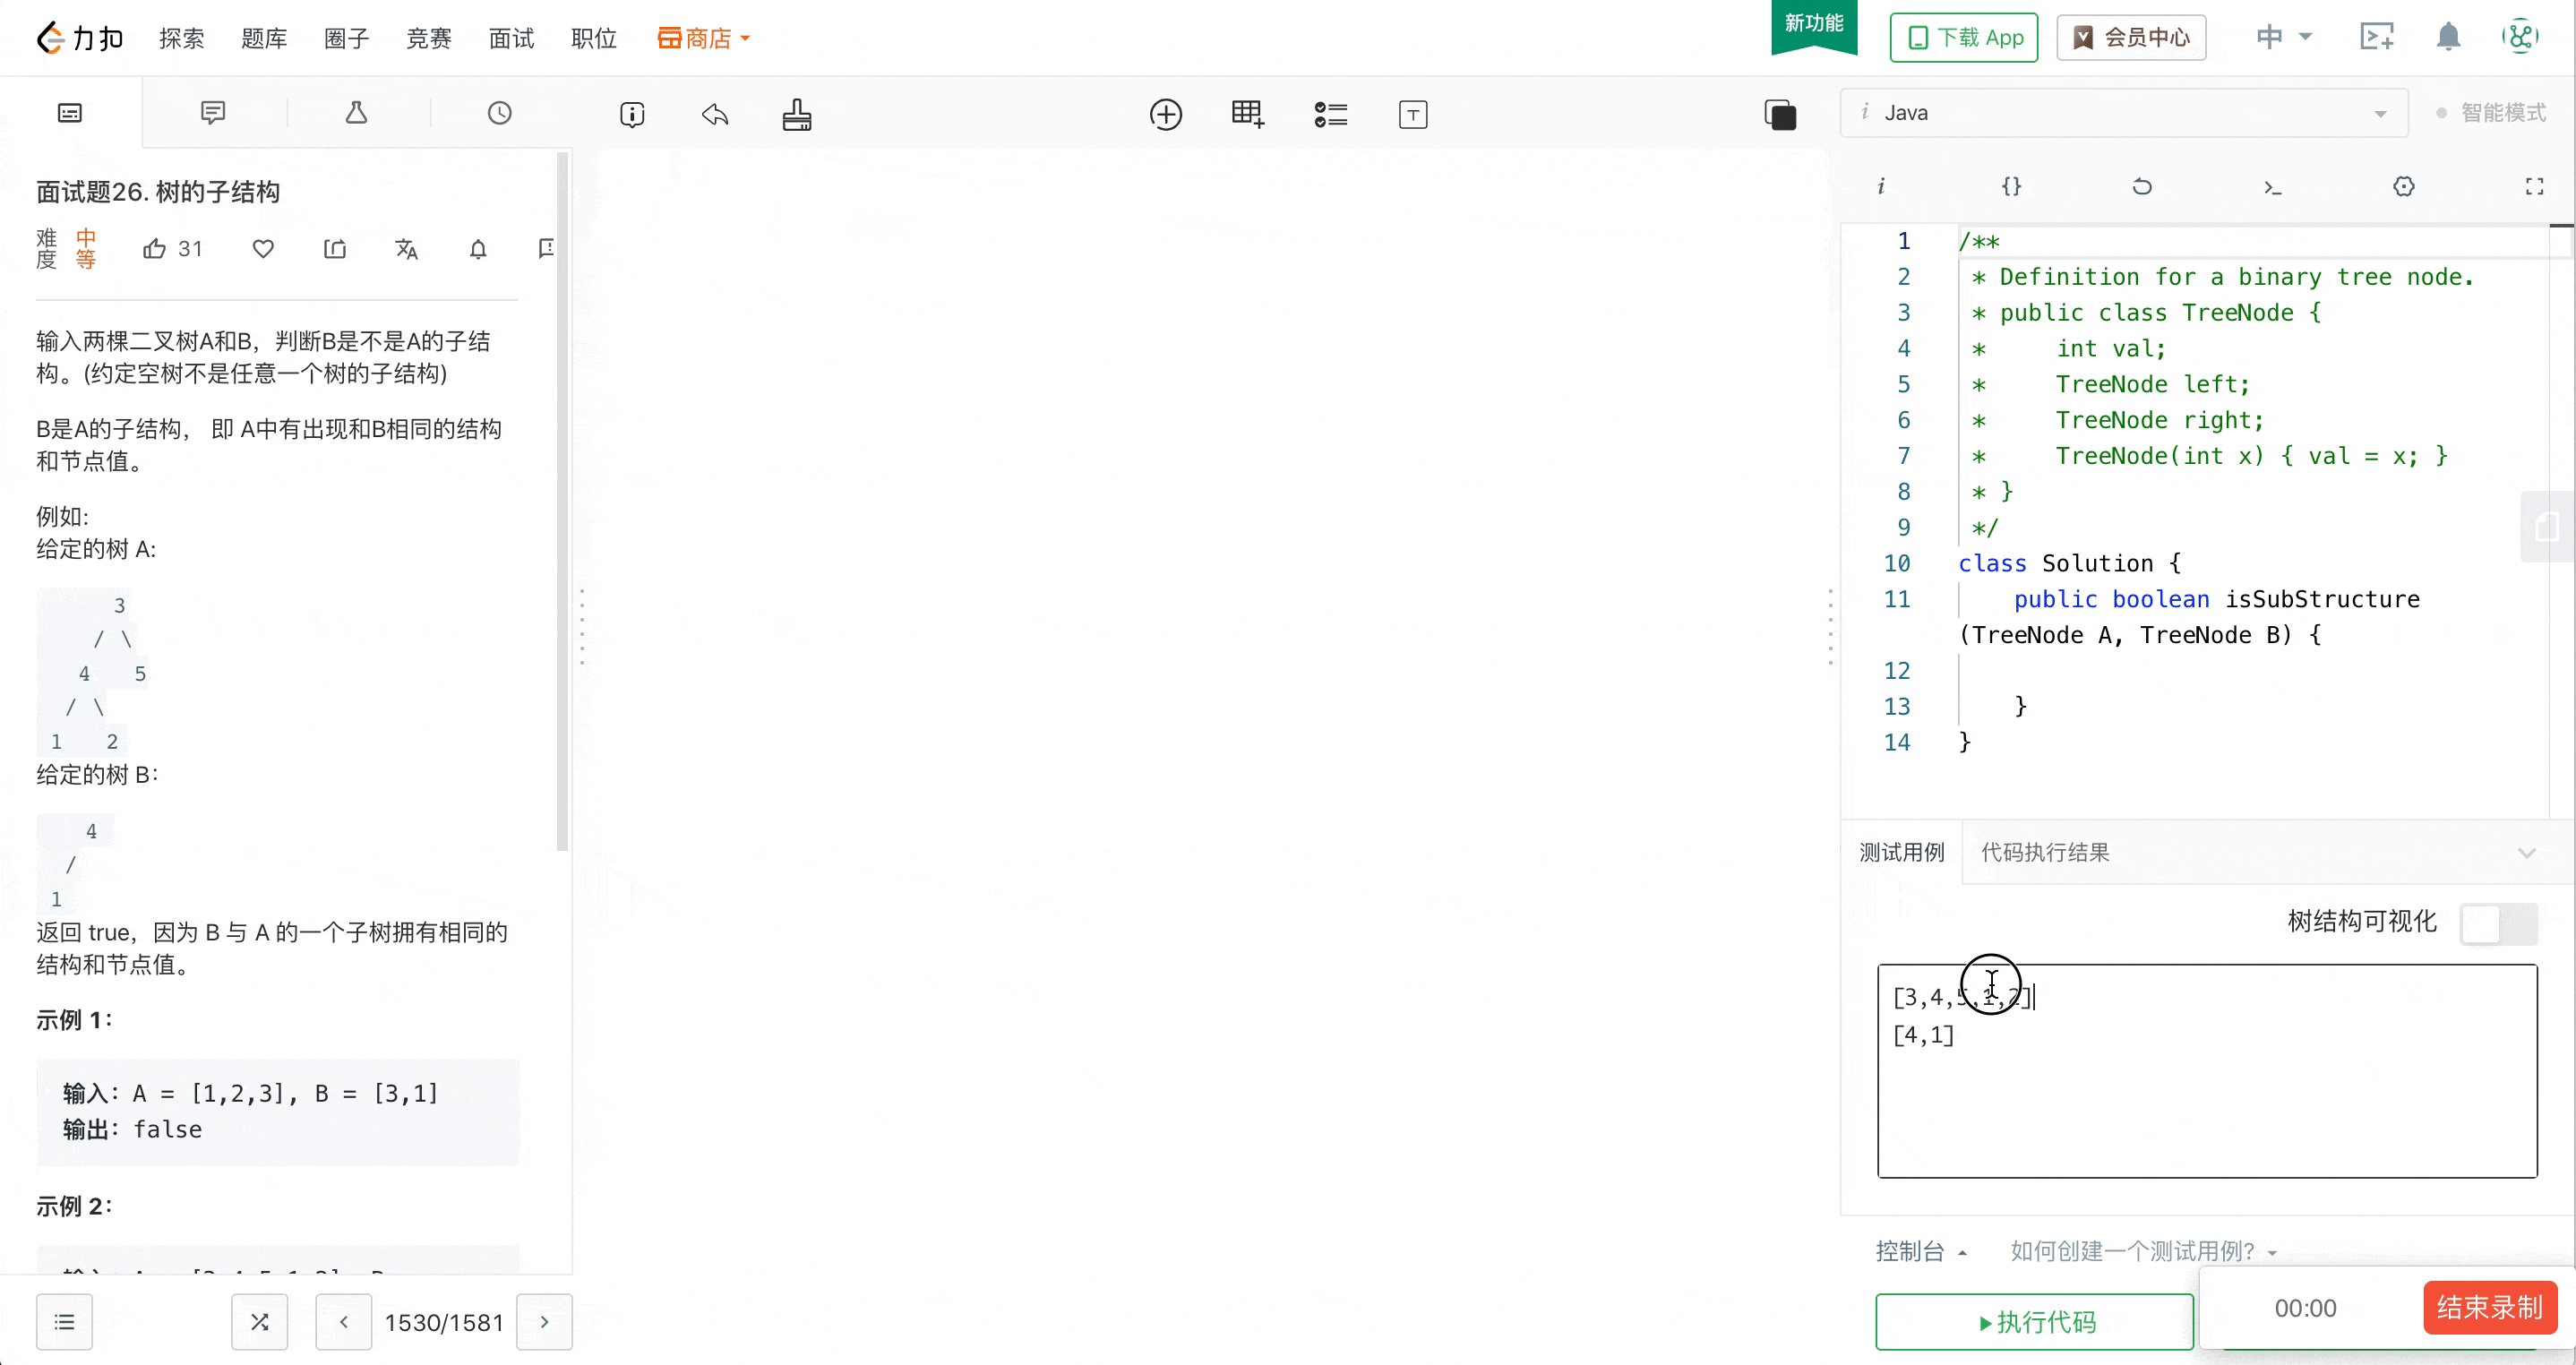 力扣 探索 题库 圈子 竞赛 面试 职位 商店 新功能 下载 App 会员中心 中
Java 智能模式
面试题26. 树的子结构
难度 中等 31
输入两棵二叉树A和B，判断B是不是A的子结
构。(约定空树不是任意一个树的子结构)
B是A的子结构， 即 A中有出现和B相同的结构
和节点值。
例如:
给定的树 A:
3
/ \
4 5
/ \
1 2
给定的树 B：
4
/
1
返回 true，因为 B 与 A 的一个子树拥有相同的
结构和节点值。
示例 1：
输入：A = [1,2,3], B = [3,1]
输出：false
示例 2：
1530/1581
1 /**
2 * Definition for a binary tree node.
3 * public class TreeNode {
4 *     int val;
5 *     TreeNode left;
6 *     TreeNode right;
7 *     TreeNode(int x) { val = x; }
8 * }
9 */
10 class Solution {
11     public boolean isSubStructure
(TreeNode A, TreeNode B) {
12
13     }
14 }
测试用例 代码执行结果
树结构可视化
[3,4,5,1,2]
[4,1]
控制台 如何创建一个测试用例?
执行代码
00:00 结束录制